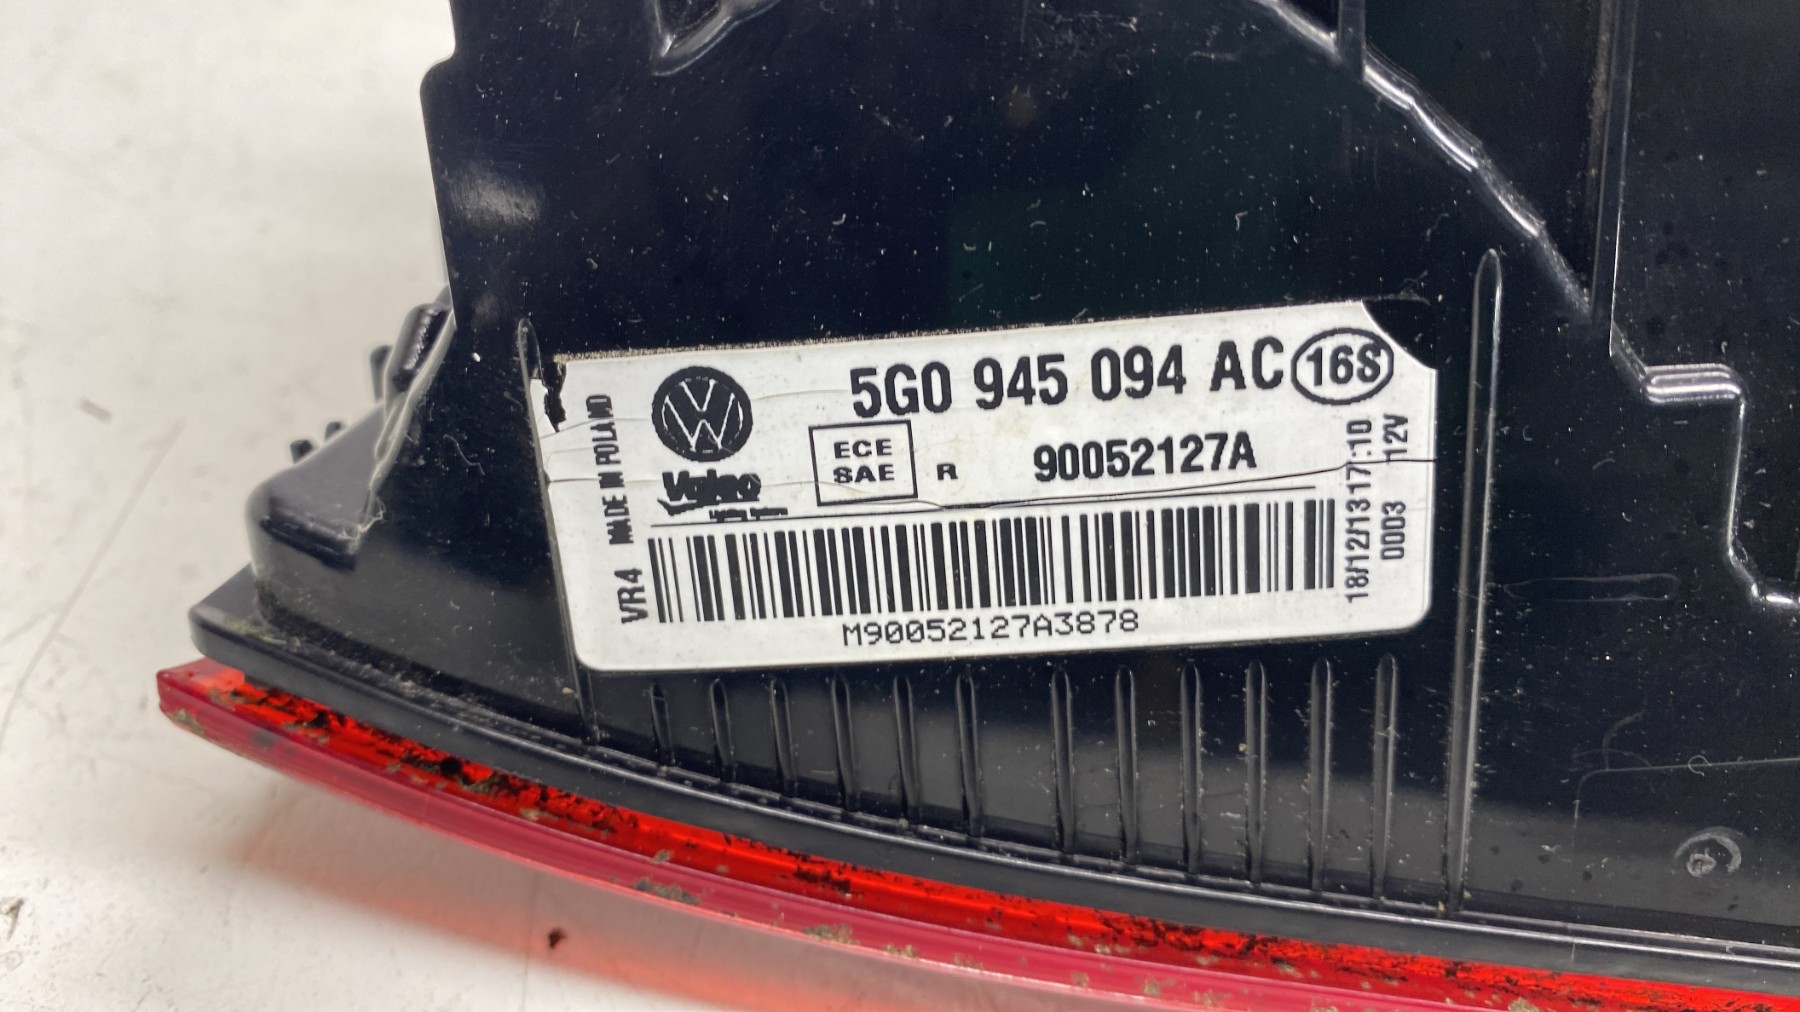 5G0 945 094 AC 16S
MADE IN POLAND
Valeo
ECE
SAE
R
90052127A
VR4
M90052127A3878
18/12/13 17:10
00D3 12V